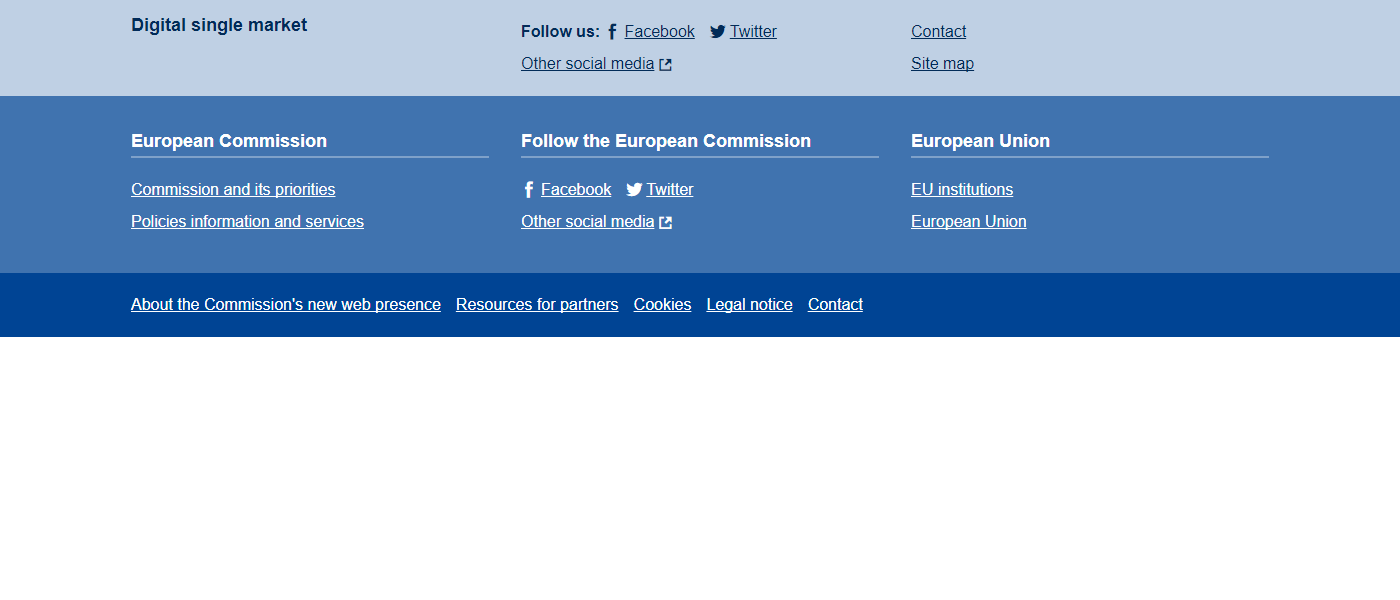 Digital single market
Follow us: Facebook Twitter
Other social media
Contact
Site map
European Commission
Commission and its priorities
Policies information and services
Follow the European Commission
Facebook Twitter
Other social media
European Union
EU institutions
European Union
About the Commission's new web presence Resources for partners Cookies Legal notice Contact